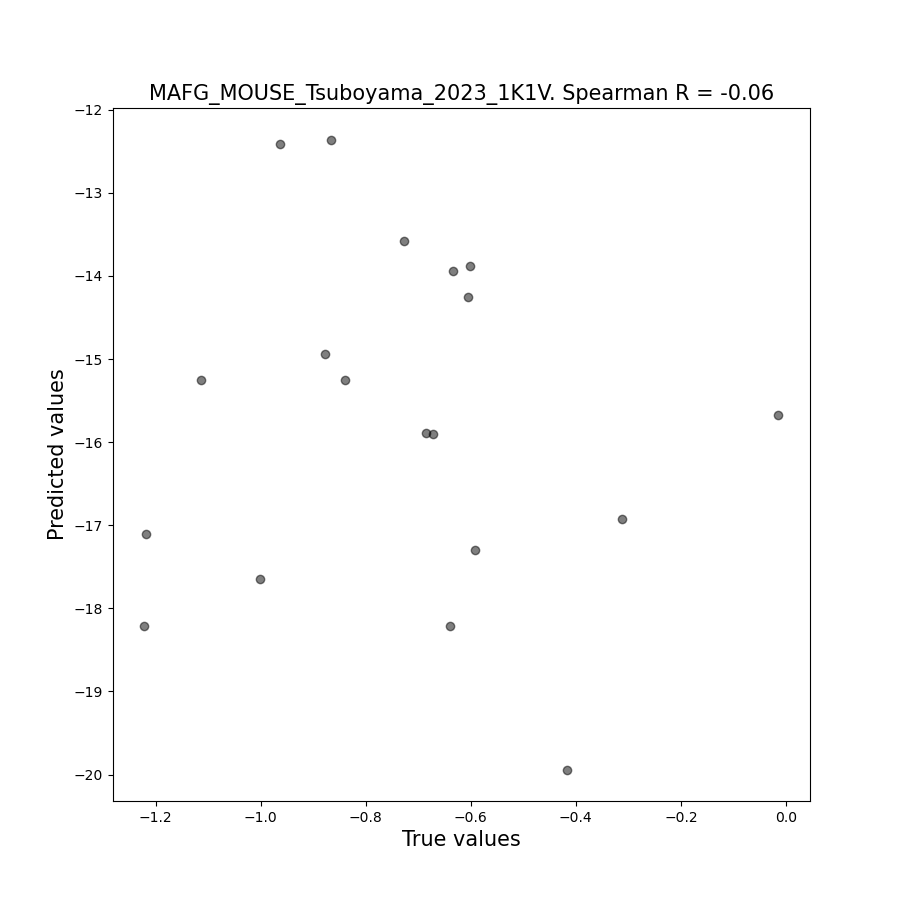 MAFG_MOUSE_Tsuboyama_2023_1K1V. Spearman R = -0.06
−12
−13
−14
−15
−16
−17
−18
−19
−20
Predicted values
−1.2 −1.0 −0.8 −0.6 −0.4 −0.2 0.0
True values